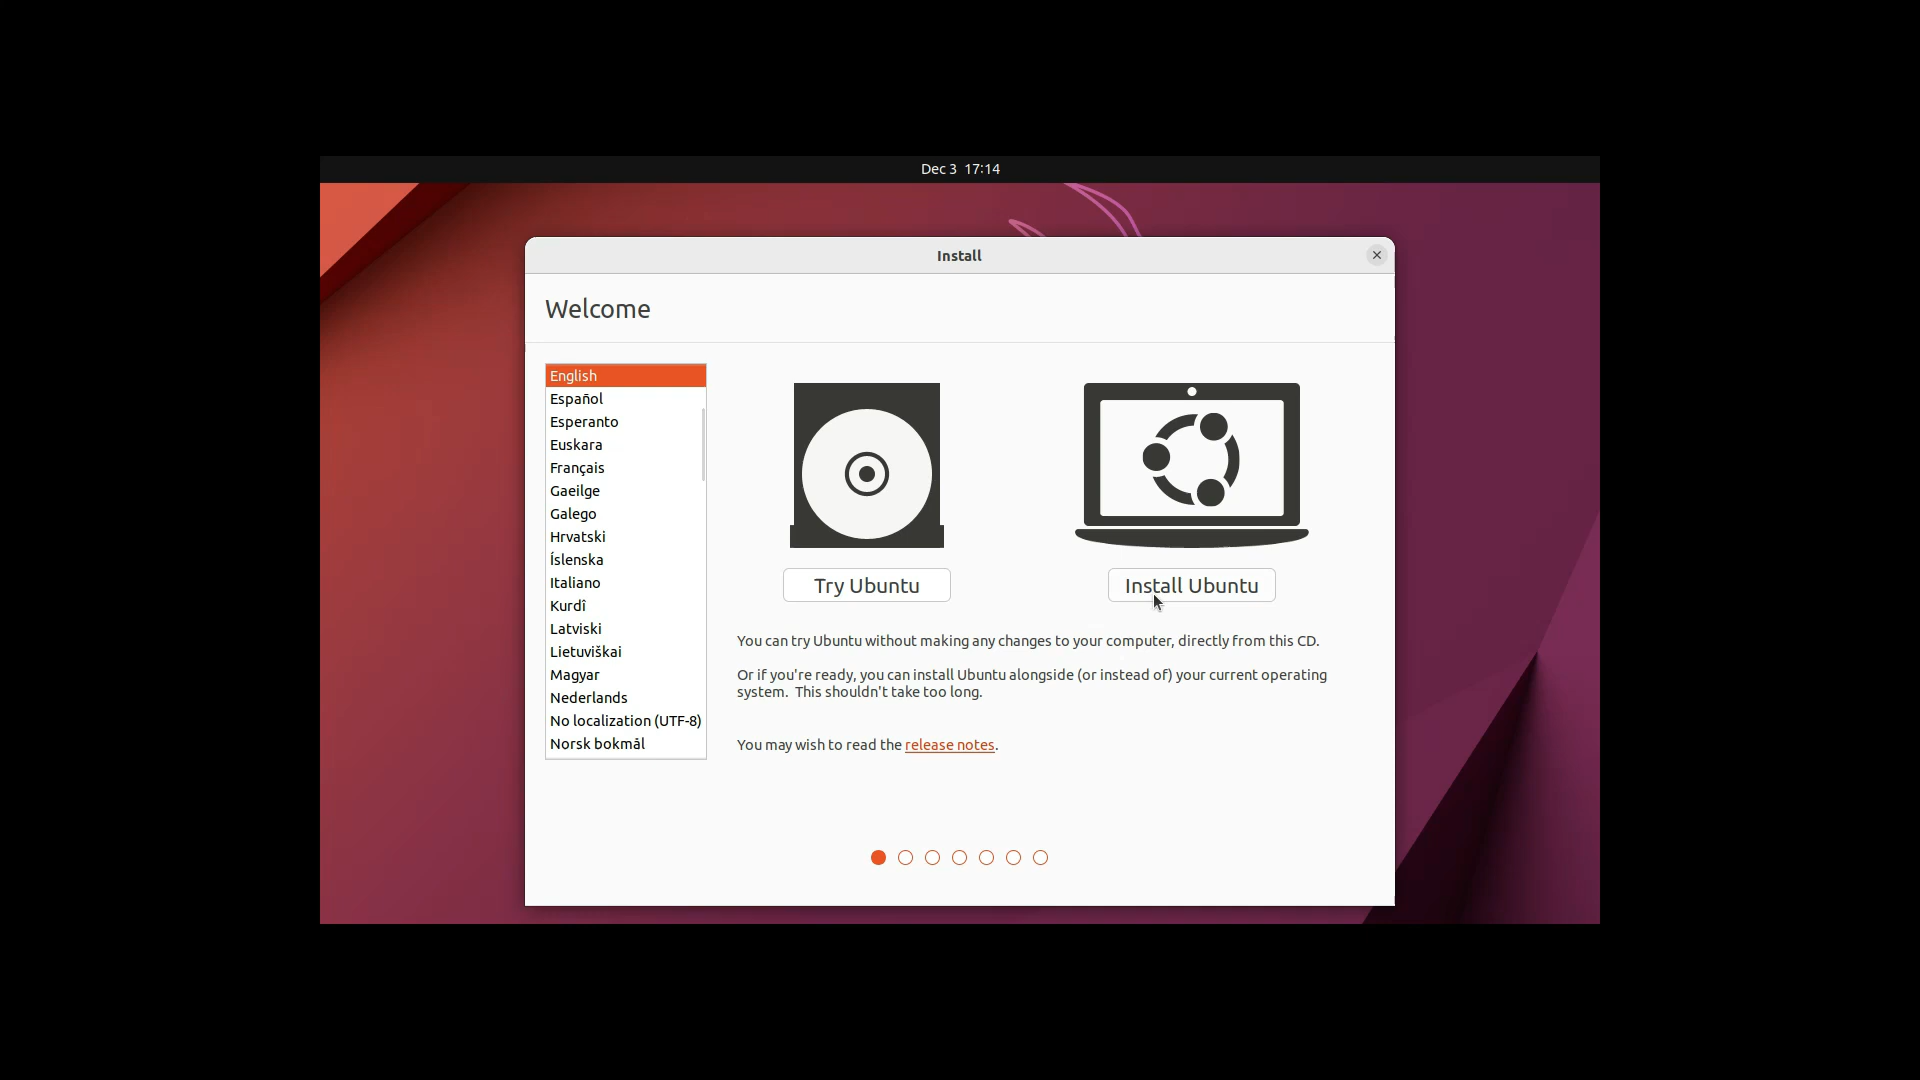 Dec 3 17:14
Install
Welcome
English
Español
Esperanto
Euskara
Français
Gaeilge
Galego
Hrvatski
Íslenska
Italiano
Kurdî
Latviski
Lietuviškai
Magyar
Nederlands
No localization (UTF-8)
Norsk bokmål
Try Ubuntu
Install Ubuntu
You can try Ubuntu without making any changes to your computer, directly from this CD.
Or if you're ready, you can install Ubuntu alongside (or instead of) your current operating
system. This shouldn't take too long.
You may wish to read the release notes.